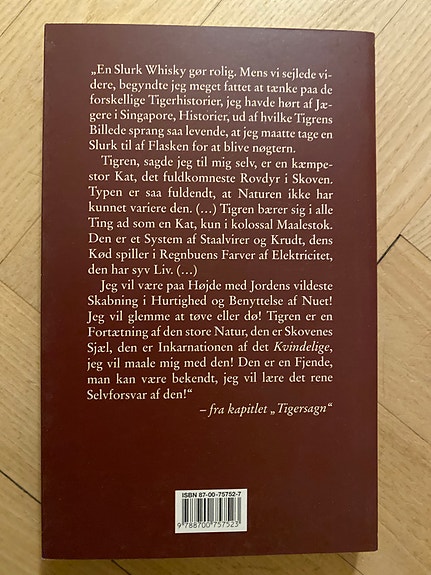 „En Slurk Whisky gør rolig. Mens vi sejlede vi-
dere, begyndte jeg meget fattet at tænke paa de
forskellige Tigerhistorier, jeg havde hørt af Jæ-
gere i Singapore, Historier, ud af hvilke Tigrens
Billede sprang saa levende, at jeg maatte tage en
Slurk til af Flasken for at blive nøgtern.
Tigren, sagde jeg til mig selv, er en kæmpe-
stor Kat, det fuldkomneste Rovdyr i Skoven.
Typen er saa fuldendt, at Naturen ikke har
kunnet variere den. (…) Tigren bærer sig i alle
Ting ad som en Kat, kun i kolossal Maalestok.
Den er et System af Staalvirer og Krudt, dens
Kød spiller i Regnbuens Farver af Elektricitet,
den har syv Liv. (…)
Jeg vil være paa Højde med Jordens vildeste
Skabning i Hurtighed og Benyttelse af Nuet!
Jeg vil glemme at tøve eller dø! Tigren er en
Fortætning af den store Natur, den er Skovenes
Sjæl, den er Inkarnationen af det Kvindelige,
jeg vil maale mig med den! Den er en Fjende,
man kan være bekendt, jeg vil lære det rene
Selvforsvar af den!“
– fra kapitlet „Tigersagn“
ISBN 87-00-75752-7
9 788700 757523